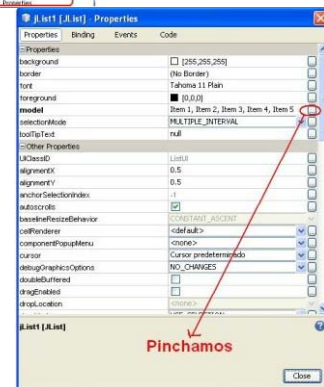 Properties
jList1 [JList] - Properties
Properties Binding Events Code
Properties
background [255,255,255]
border (No Border)
font Tahoma 11 Plain
foreground [0,0,0]
model Item 1, Item 2, Item 3, Item 4, Item 5
selectionMode MULTIPLE_INTERVAL
toolTipText null
Other Properties
UIClassID ListUI
alignmentX 0.5
alignmentY 0.5
anchorSelectionIndex -1
autoscrolls
baselineResizeBehavior CONSTANT_ASCENT
cellRenderer <default>
componentPopupMenu <none>
cursor Cursor predeterminado
debugGraphicsOptions NO_CHANGES
doubleBuffered
dragEnabled
dropLocation <none>
jList1 [JList]
Pinchamos
Close